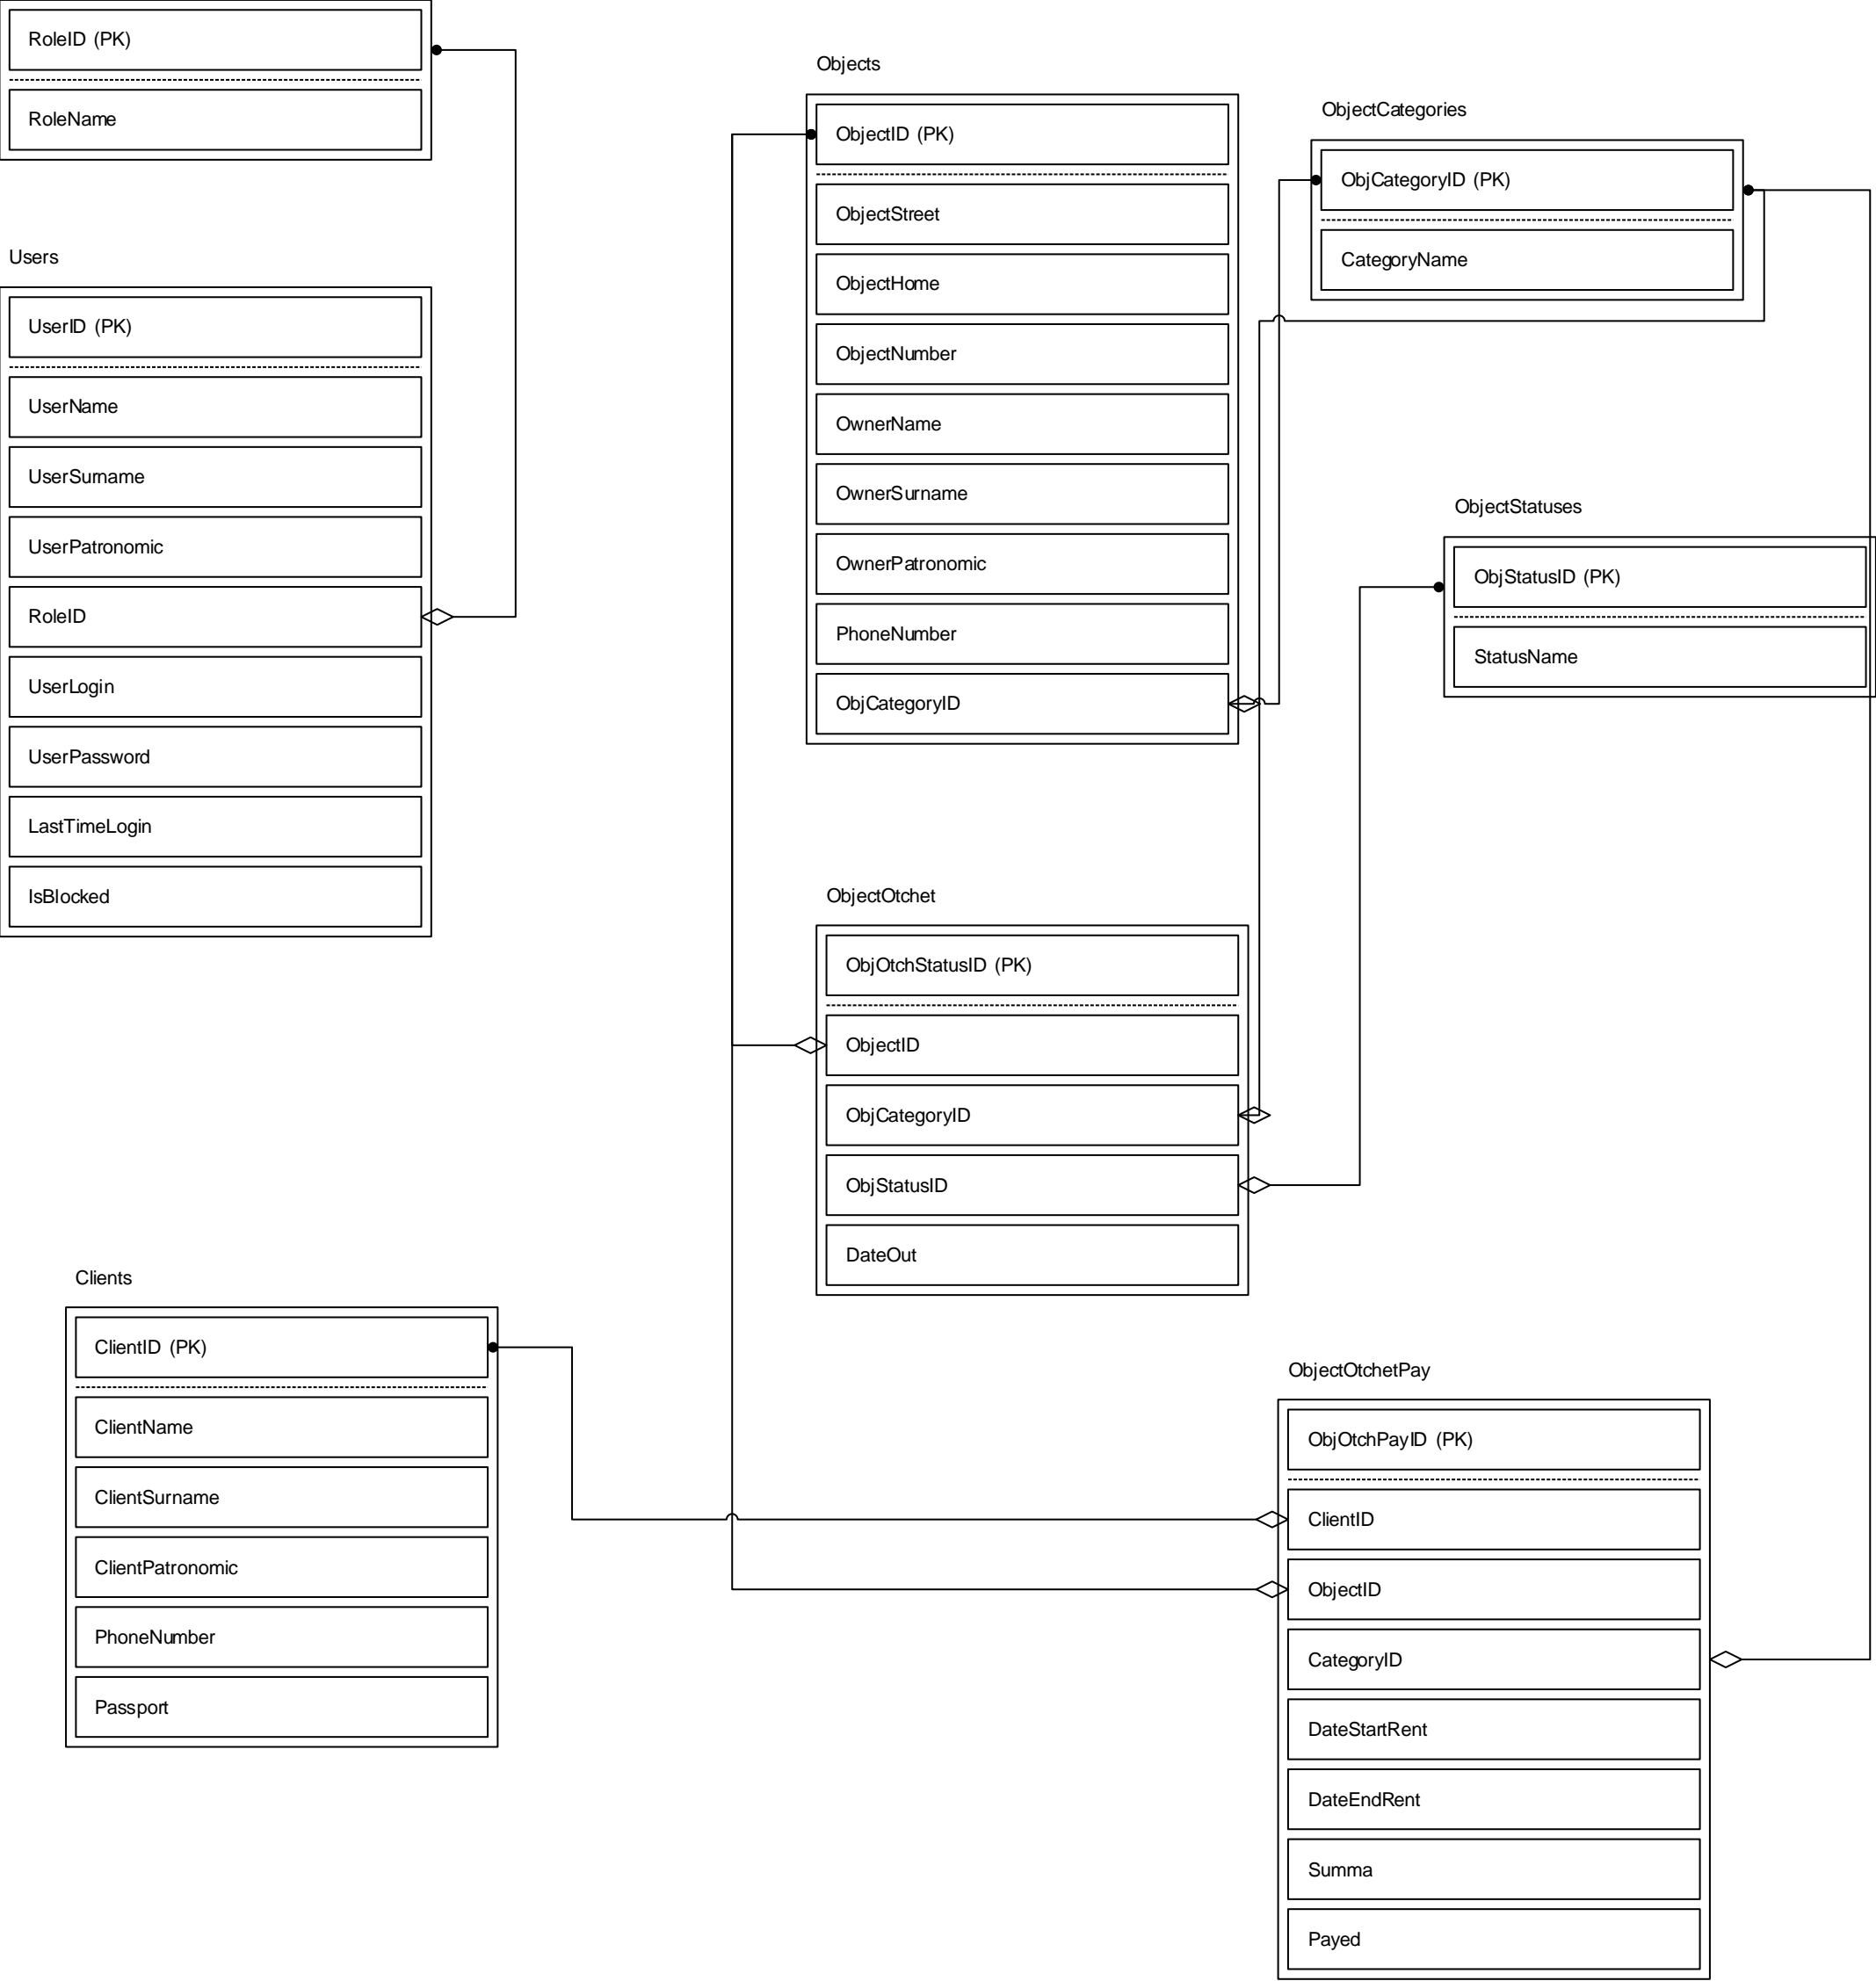 RoleID (PK)
RoleName
Users
UserID (PK)
UserName
UserSurname
UserPatronomic
RoleID
UserLogin
UserPassword
LastTimeLogin
IsBlocked
Objects
ObjectID (PK)
ObjectStreet
ObjectHome
ObjectNumber
OwnerName
OwnerSurname
OwnerPatronomic
PhoneNumber
ObjCategoryID
ObjectCategories
ObjCategoryID (PK)
CategoryName
ObjectStatuses
ObjStatusID (PK)
StatusName
ObjectOtchet
ObjOtchStatusID (PK)
ObjectID
ObjCategoryID
ObjStatusID
DateOut
Clients
ClientID (PK)
ClientName
ClientSurname
ClientPatronomic
PhoneNumber
Passport
ObjectOtchetPay
ObjOtchPayID (PK)
ClientID
ObjectID
CategoryID
DateStartRent
DateEndRent
Summa
Payed